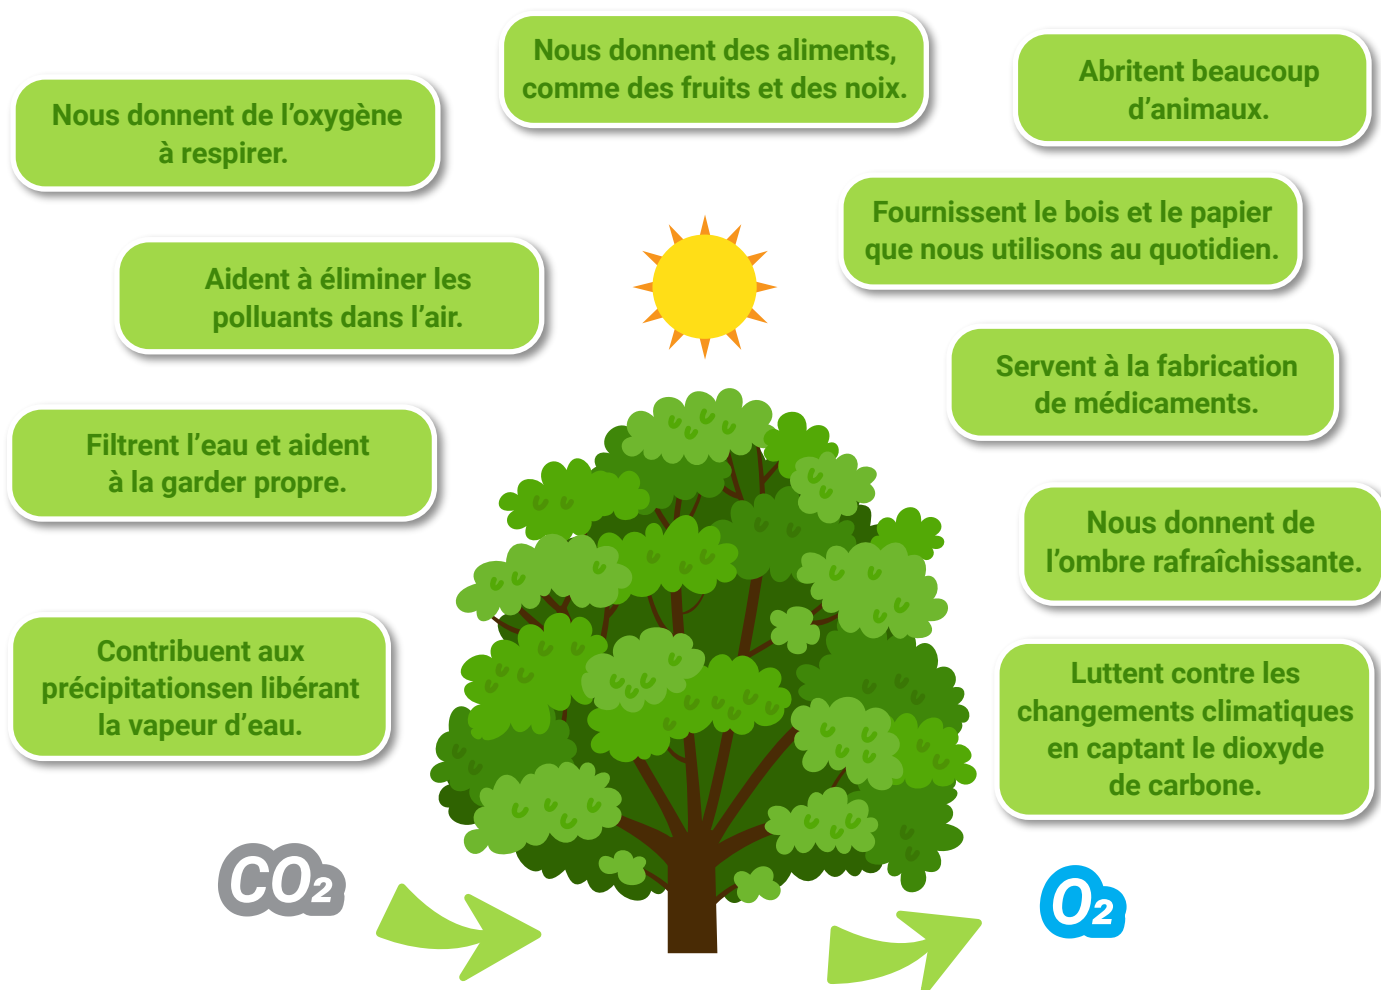 Nous donnent des aliments,
comme des fruits et des noix.
Abritent beaucoup
d’animaux.
Nous donnent de l’oxygène
à respirer.
Fournissent le bois et le papier
que nous utilisons au quotidien.
Aident à éliminer les
polluants dans l’air.
Servent à la fabrication
de médicaments.
Filtrent l’eau et aident
à la garder propre.
Nous donnent de
l’ombre rafraîchissante.
Contribuent aux
précipitationsen libérant
la vapeur d’eau.
Luttent contre les
changements climatiques
en captant le dioxyde
de carbone.
CO₂
O₂